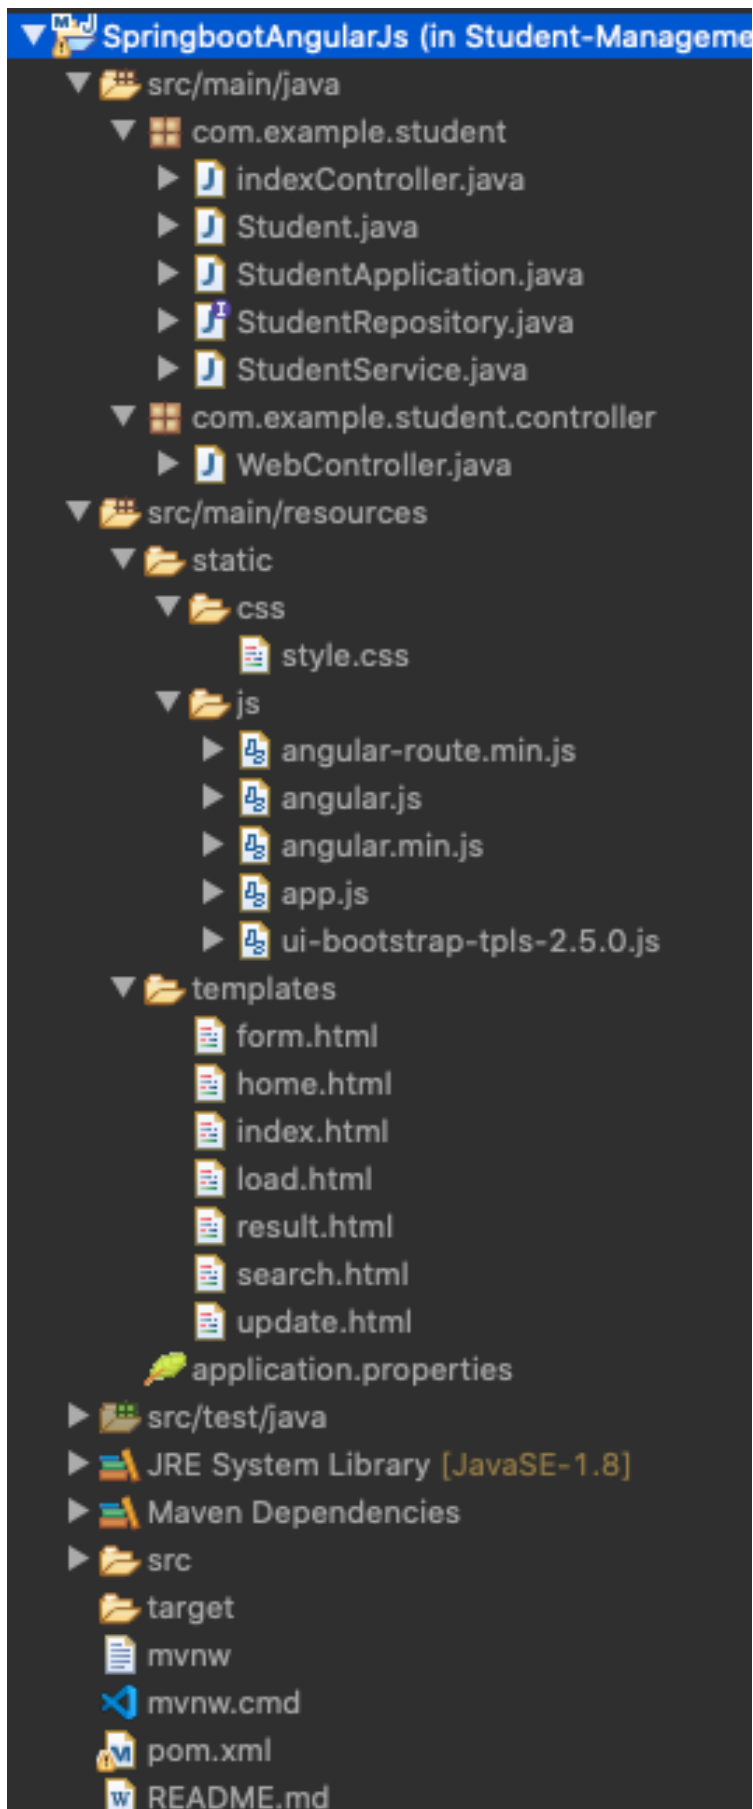 SpringbootAngularJs (in Student-Manageme
src/main/java
com.example.student
indexController.java
Student.java
StudentApplication.java
StudentRepository.java
StudentService.java
com.example.student.controller
WebController.java
src/main/resources
static
css
style.css
js
angular-route.min.js
angular.js
angular.min.js
app.js
ui-bootstrap-tpls-2.5.0.js
templates
form.html
home.html
index.html
load.html
result.html
search.html
update.html
application.properties
src/test/java
JRE System Library [JavaSE-1.8]
Maven Dependencies
src
target
mvnw
mvnw.cmd
pom.xml
README.md